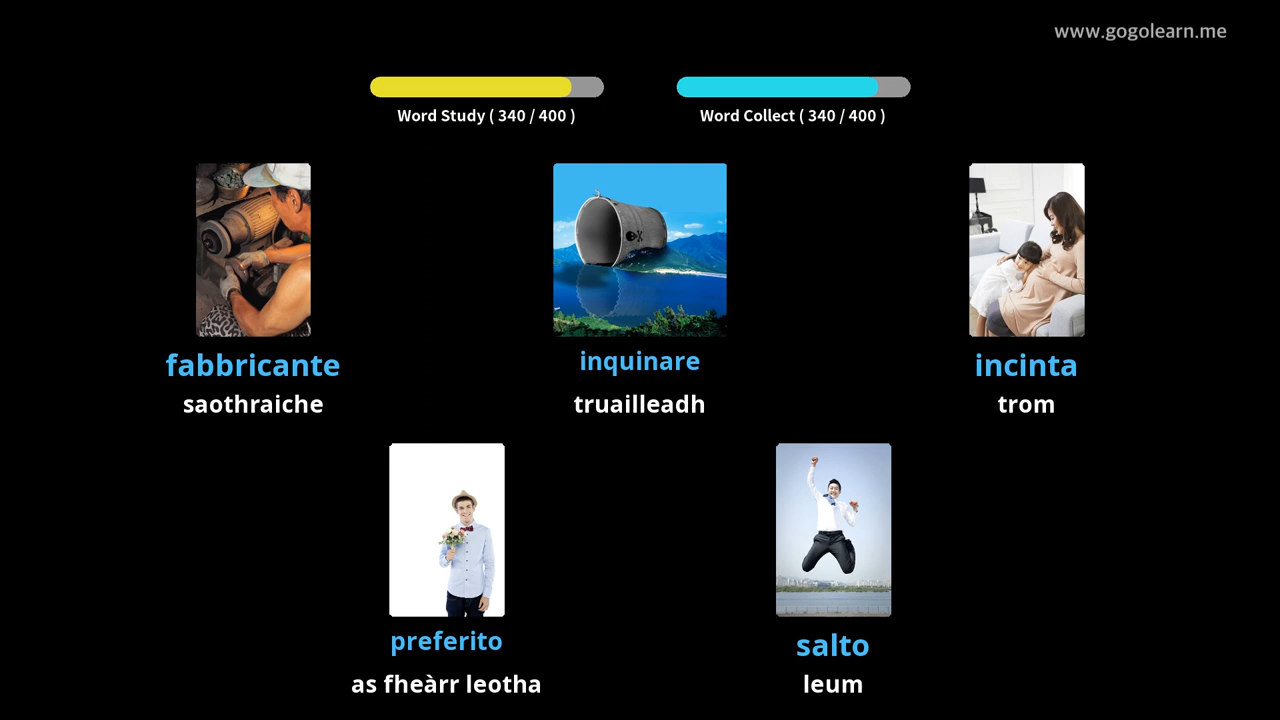 www.gogolearn.me
Word Study ( 340 / 400 )
Word Collect ( 340 / 400 )
fabbricante
saothraiche
inquinare
truailleadh
incinta
trom
preferito
as fheàrr leotha
salto
leum